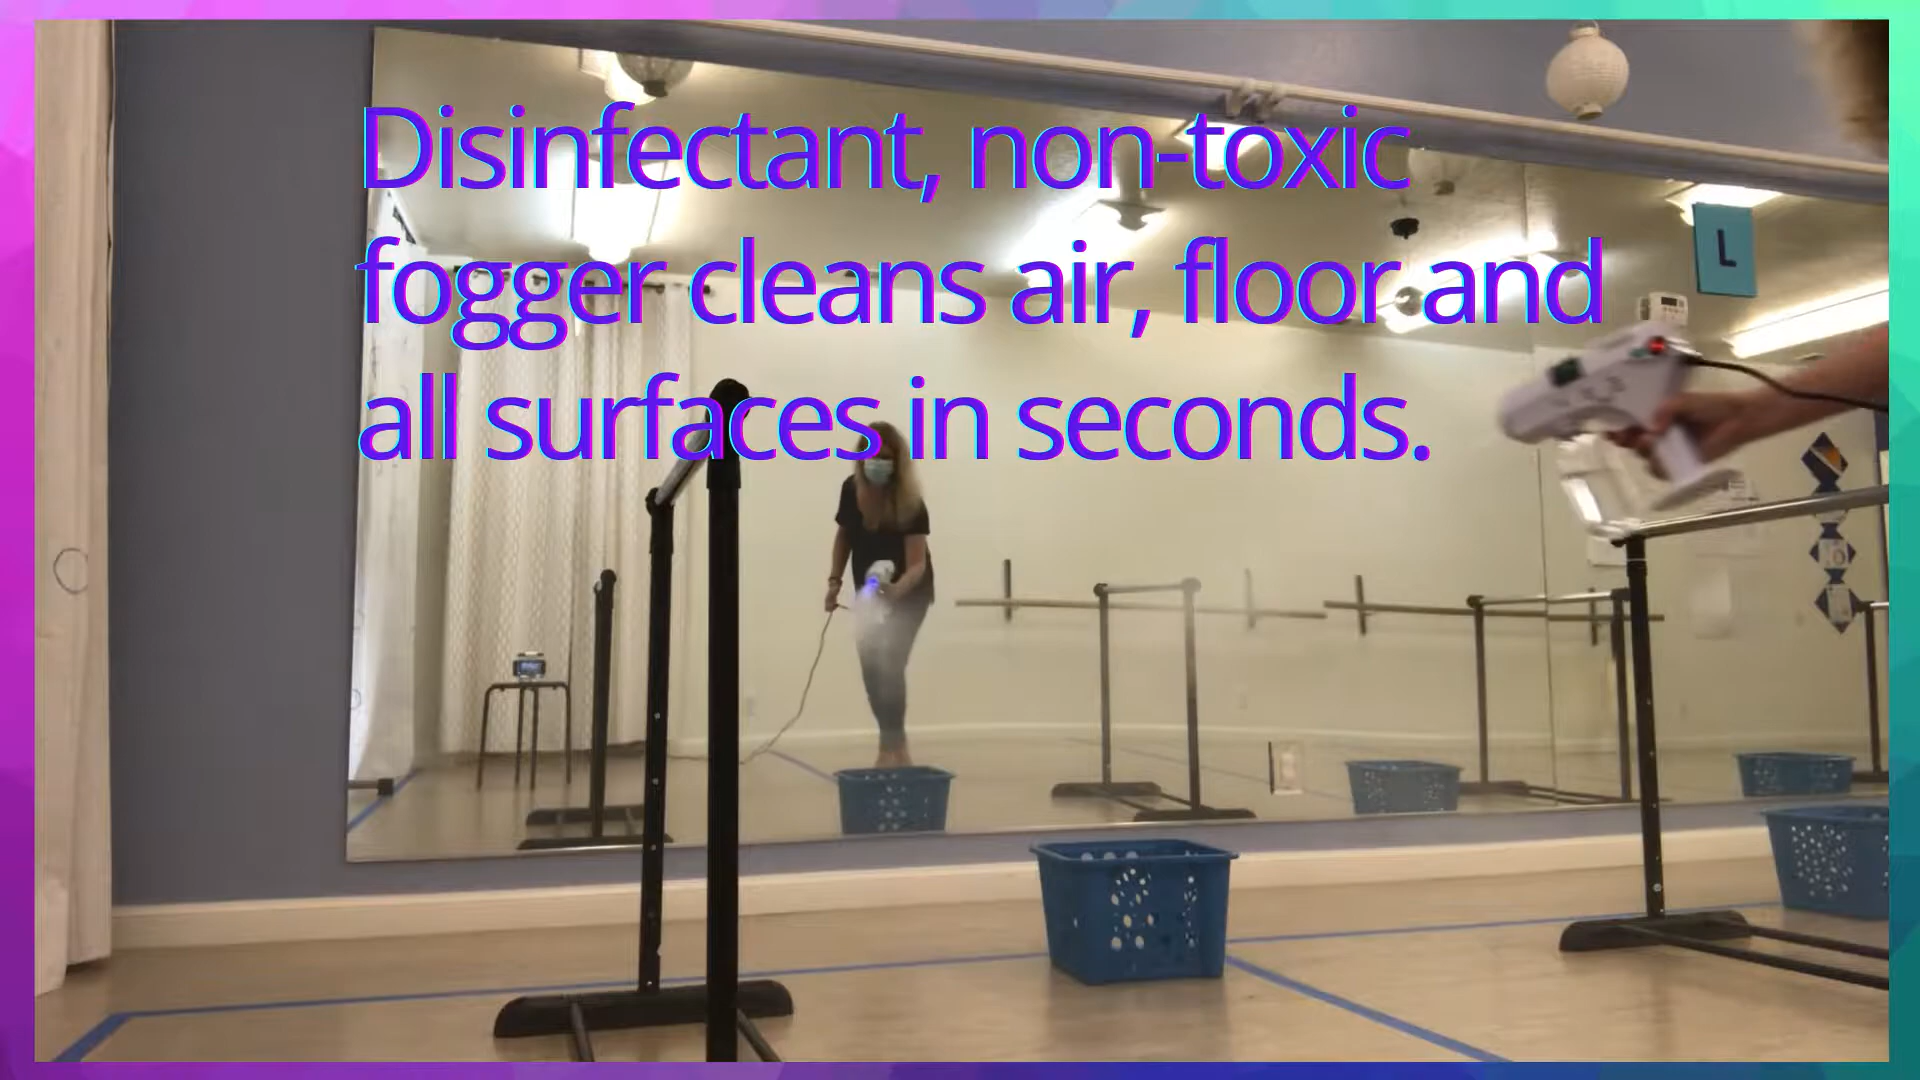 Disinfectant, non-toxic
fogger cleans air, floor and
all surfaces in seconds.
L